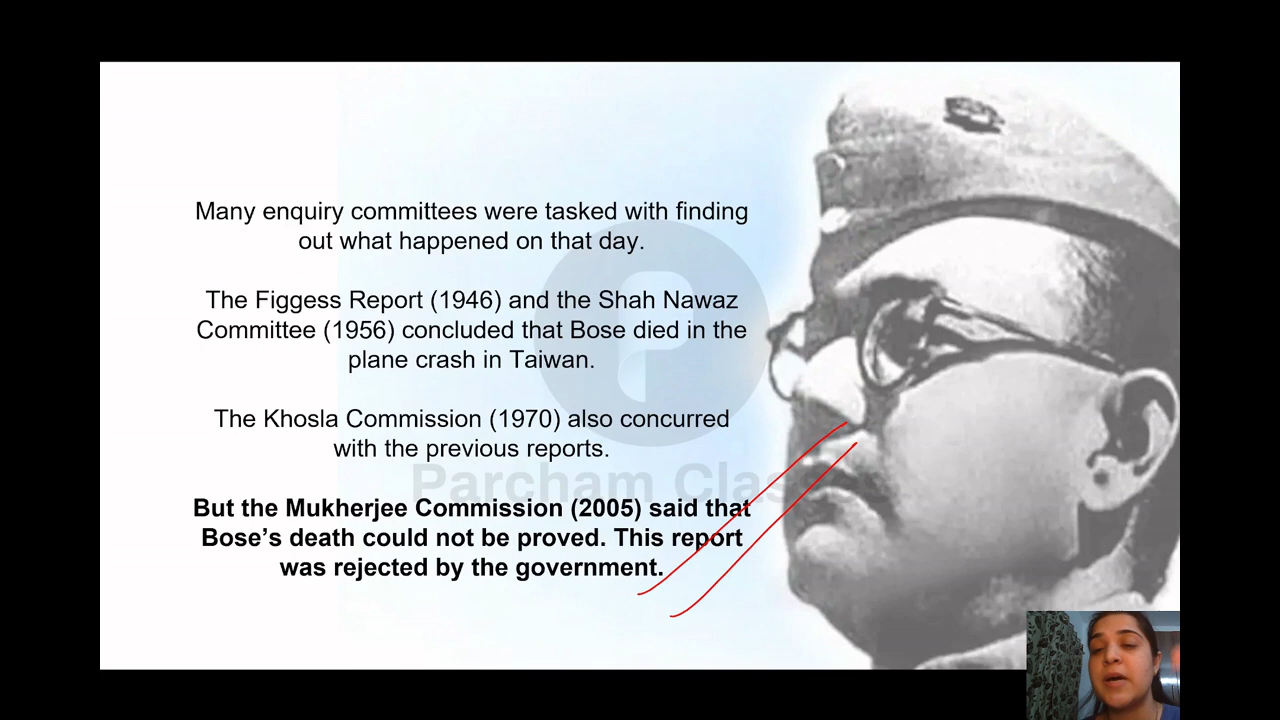 Many enquiry committees were tasked with finding
out what happened on that day.
The Figgess Report (1946) and the Shah Nawaz
Committee (1956) concluded that Bose died in the
plane crash in Taiwan.
The Khosla Commission (1970) also concurred
with the previous reports.
Parcham Class
But the Mukherjee Commission (2005) said that
Bose’s death could not be proved. This report
was rejected by the government.